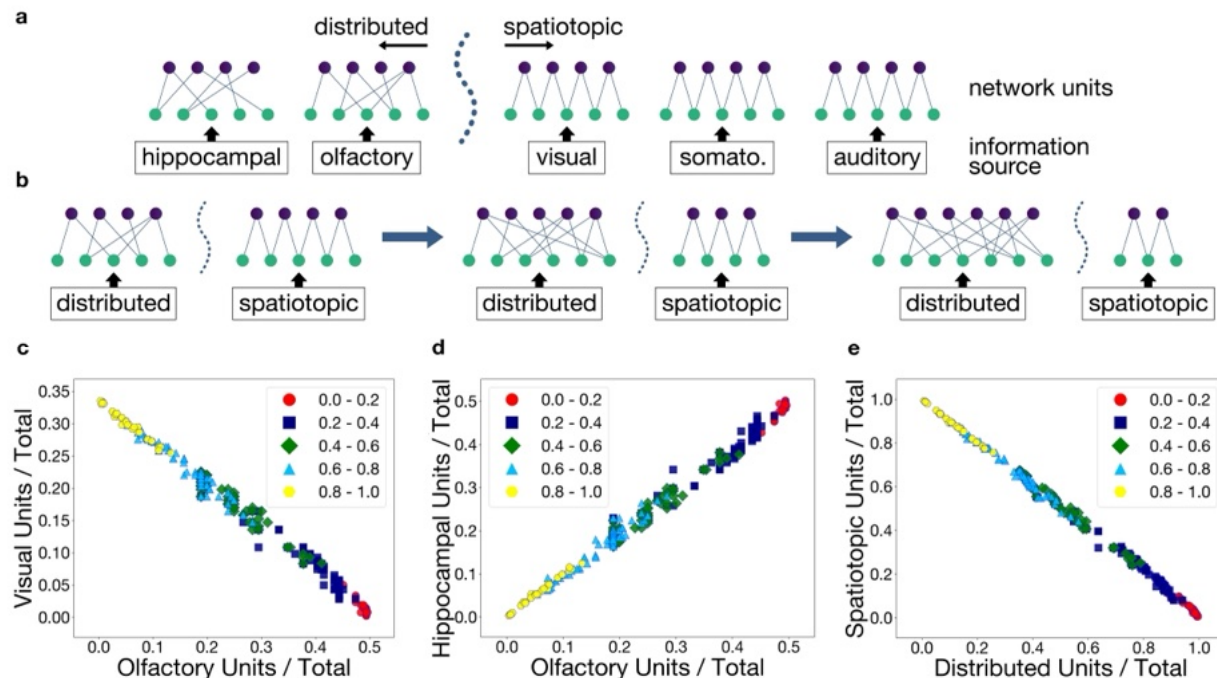 a
distributed
spatiotopic
network units
hippocampal
olfactory
visual
somato.
auditory
information
source
b
distributed
spatiotopic
distributed
spatiotopic
distributed
spatiotopic
c
Visual Units / Total
0.35
0.30
0.25
0.20
0.15
0.10
0.05
0.00
0.0 - 0.2
0.2 - 0.4
0.4 - 0.6
0.6 - 0.8
0.8 - 1.0
0.0 0.1 0.2 0.3 0.4 0.5
Olfactory Units / Total
d
Hippocampal Units / Total
0.5
0.4
0.3
0.2
0.1
0.0
0.0 - 0.2
0.2 - 0.4
0.4 - 0.6
0.6 - 0.8
0.8 - 1.0
0.0 0.1 0.2 0.3 0.4 0.5
Olfactory Units / Total
e
Spatiotopic Units / Total
1.0
0.8
0.6
0.4
0.2
0.0
0.0 - 0.2
0.2 - 0.4
0.4 - 0.6
0.6 - 0.8
0.8 - 1.0
0.0 0.2 0.4 0.6 0.8 1.0
Distributed Units / Total